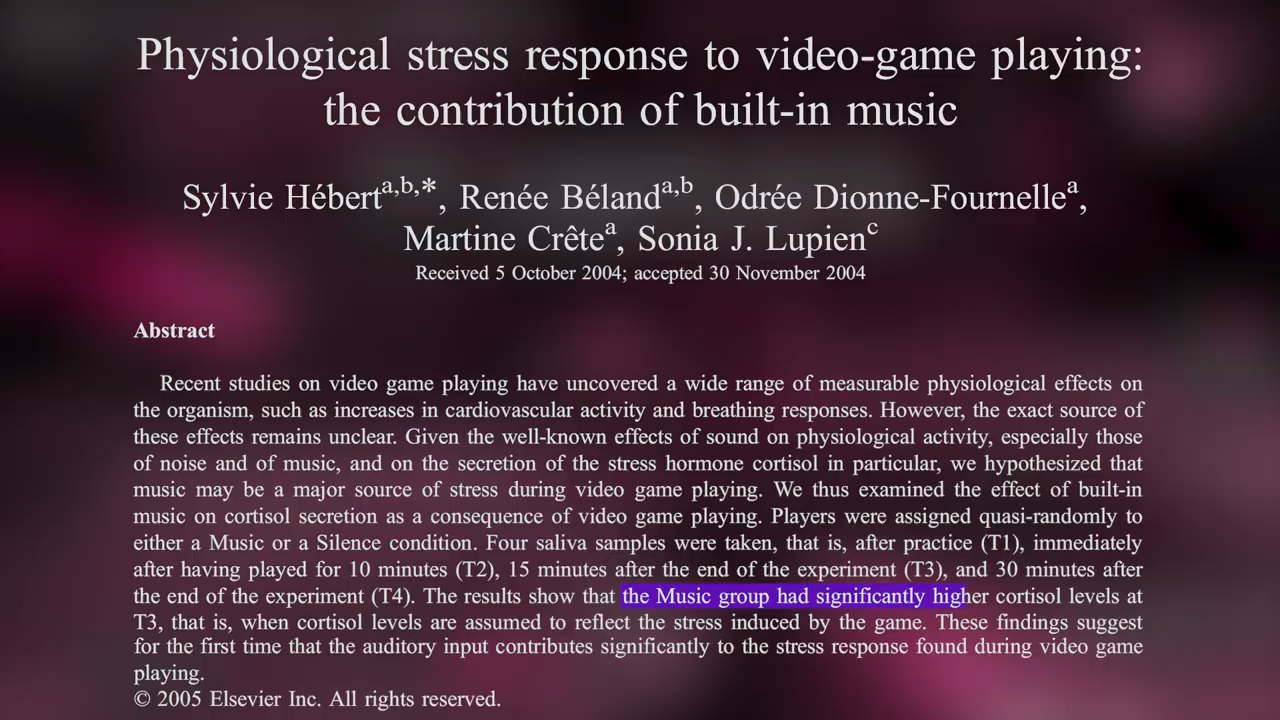 Physiological stress response to video-game playing:
the contribution of built-in music
Sylvie Hébertᵃ,ᵇ,*, Renée Bélandᵃ,ᵇ, Odrée Dionne-Fournelleᵃ,
Martine Crêteᵃ, Sonia J. Lupienᶜ
Received 5 October 2004; accepted 30 November 2004
Abstract
Recent studies on video game playing have uncovered a wide range of measurable physiological effects on
the organism, such as increases in cardiovascular activity and breathing responses. However, the exact source of
these effects remains unclear. Given the well-known effects of sound on physiological activity, especially those
of noise and of music, and on the secretion of the stress hormone cortisol in particular, we hypothesized that
music may be a major source of stress during video game playing. We thus examined the effect of built-in
music on cortisol secretion as a consequence of video game playing. Players were assigned quasi-randomly to
either a Music or a Silence condition. Four saliva samples were taken, that is, after practice (T1), immediately
after having played for 10 minutes (T2), 15 minutes after the end of the experiment (T3), and 30 minutes after
the end of the experiment (T4). The results show that the Music group had significantly higher cortisol levels at
T3, that is, when cortisol levels are assumed to reflect the stress induced by the game. These findings suggest
for the first time that the auditory input contributes significantly to the stress response found during video game
playing.
© 2005 Elsevier Inc. All rights reserved.